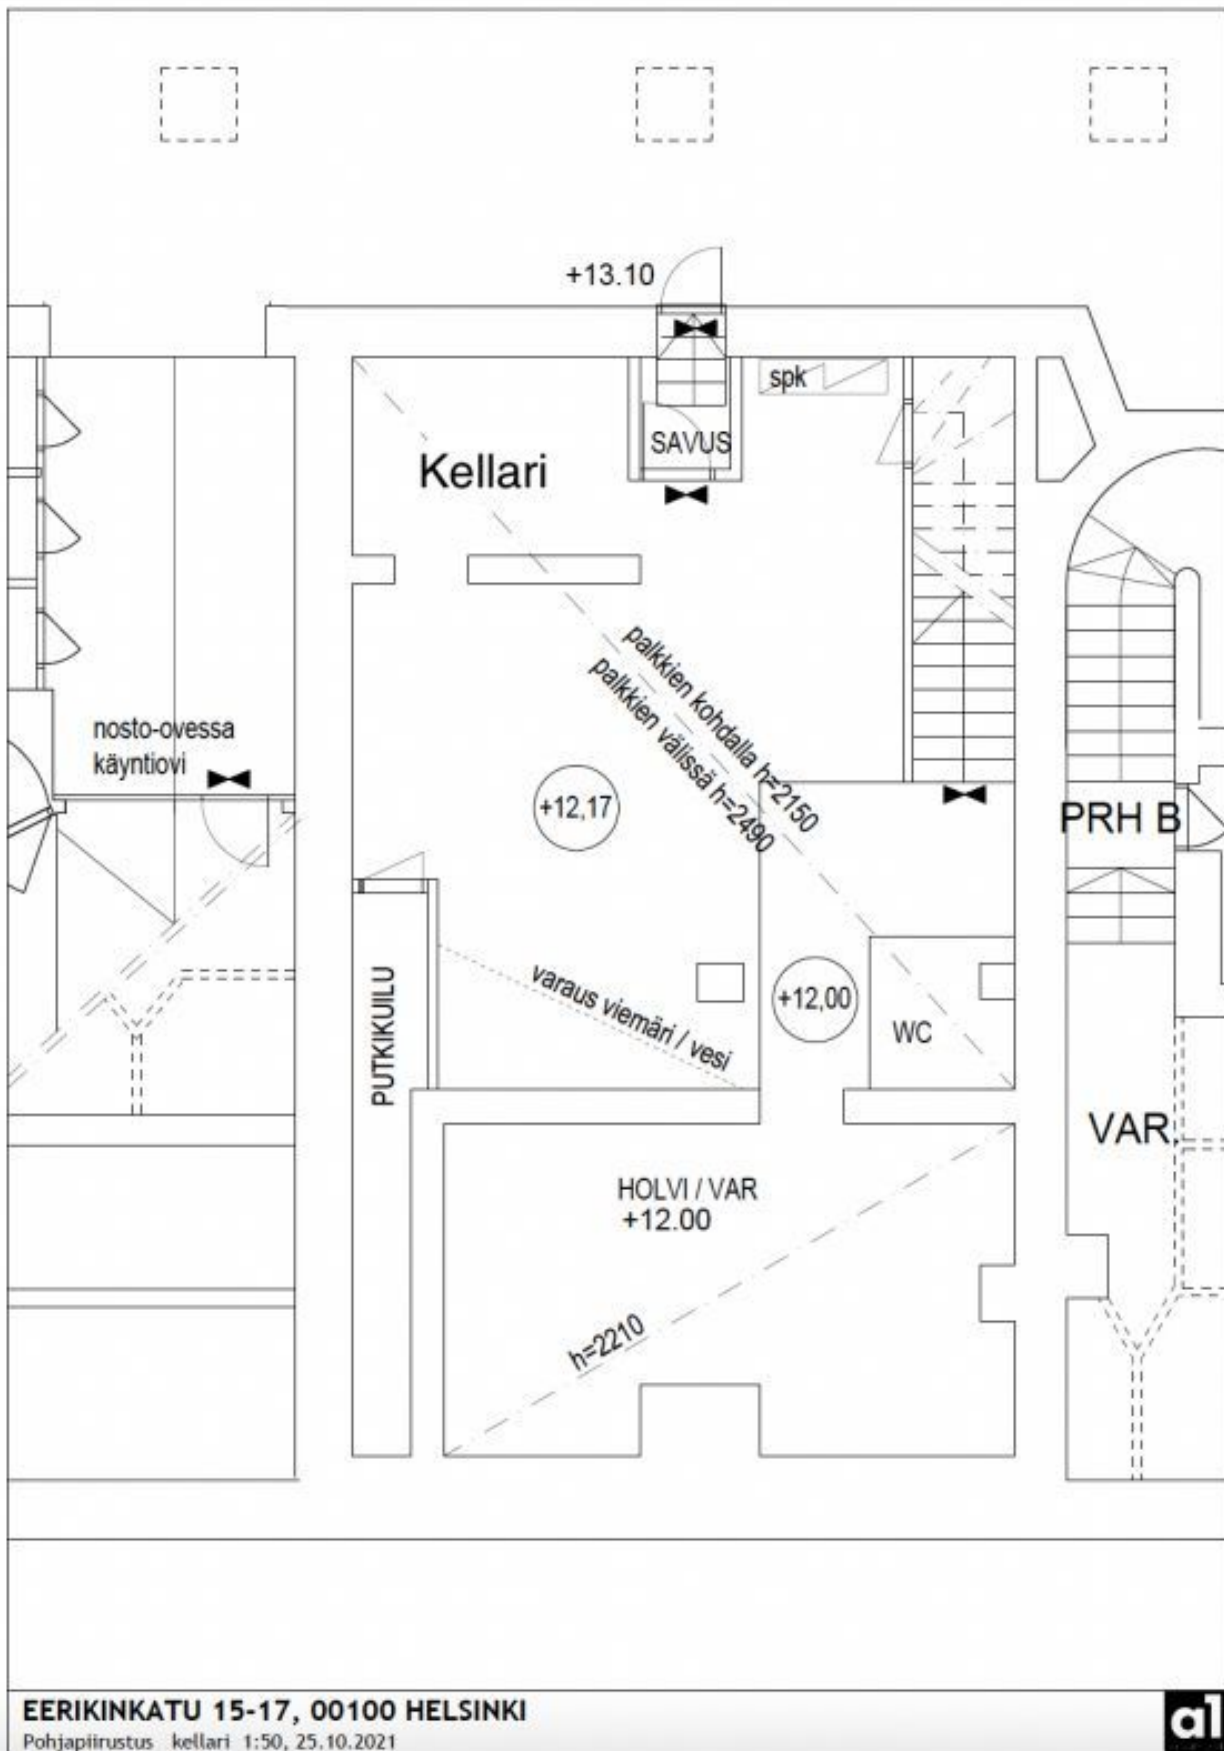 +13.10
spk
SAVUS
Kellari
palkkien kohdalla h=2150
palkkien välissä h=2490
nosto-ovessa
käyntiovi
+12,17
PRH B
PUTKIKUILU
varaus viemäri / vesi
+12,00
WC
VAR.
HOLVI / VAR
+12.00
h=2210
EERIKINKATU 15-17, 00100 HELSINKI
Pohjapiirustus kellari 1:50, 25.10.2021
a1